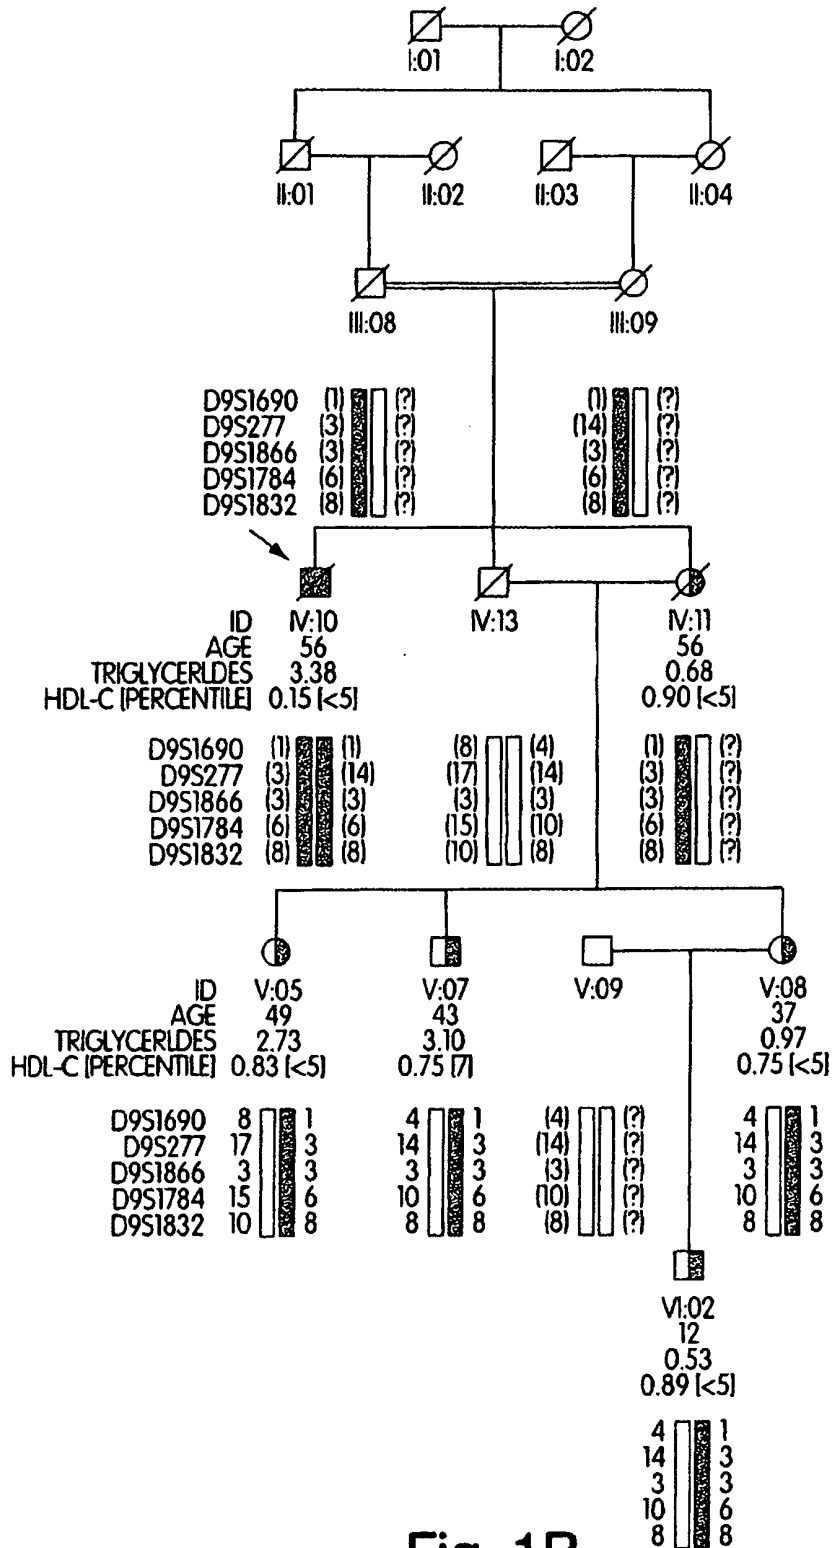 I:01 I:02
II:01 II:02 II:03 II:04
III:08 III:09
D9S1690 (1) (?) (1) (?)
D9S277 (3) (?) (14) (?)
D9S1866 (3) (?) (3) (?)
D9S1784 (6) (?) (6) (?)
D9S1832 (8) (?) (8) (?)
ID IV:10 IV:13 IV:11
AGE 56 56
TRIGLYCERIDES 3.38 0.68
HDL-C [PERCENTILE] 0.15 [<5] 0.90 [<5]
D9S1690 (1) (1) (8) (4) (1) (?)
D9S277 (3) (14) (17) (14) (3) (?)
D9S1866 (3) (3) (3) (3) (3) (?)
D9S1784 (6) (6) (15) (10) (6) (?)
D9S1832 (8) (8) (10) (8) (8) (?)
ID V:05 V:07 V:09 V:08
AGE 49 43 37
TRIGLYCERIDES 2.73 3.10 0.97
HDL-C [PERCENTILE] 0.83 [<5] 0.75 [7] 0.75 [<5]
D9S1690 8 1 4 1 (4) (?) 4 1
D9S277 17 3 14 3 (14) (?) 14 3
D9S1866 3 3 3 3 (3) (?) 3 3
D9S1784 15 6 10 6 (10) (?) 10 6
D9S1832 10 8 8 8 (8) (?) 8 8
VI:02
12
0.53
0.89 [<5]
4 1
14 3
3 3
10 6
8 8